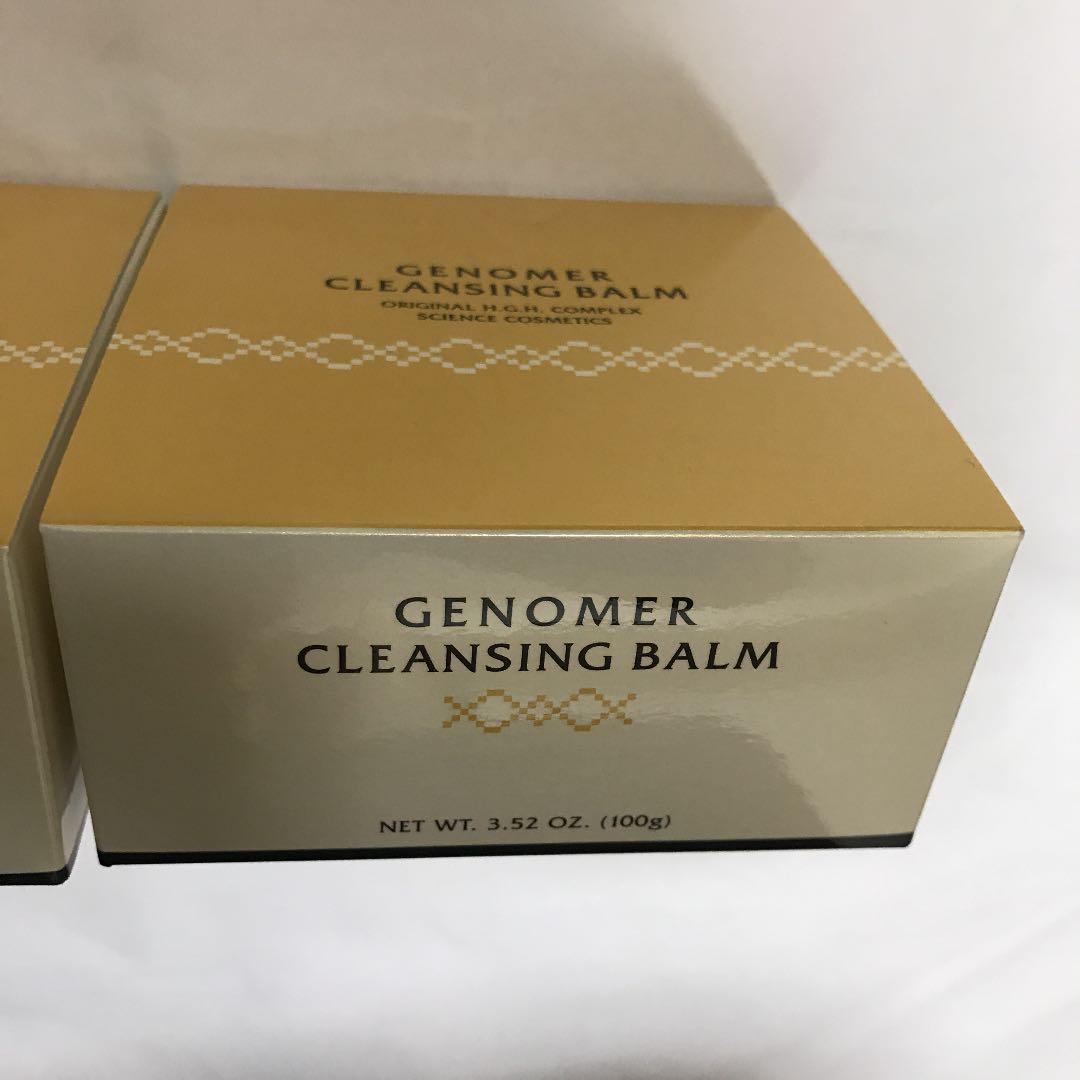 GENOMER
CLEANSING BALM
ORIGINAL H.G.H. COMPLEX
SCIENCE COSMETICS
GENOMER
CLEANSING BALM
NET WT. 3.52 OZ. (100g)